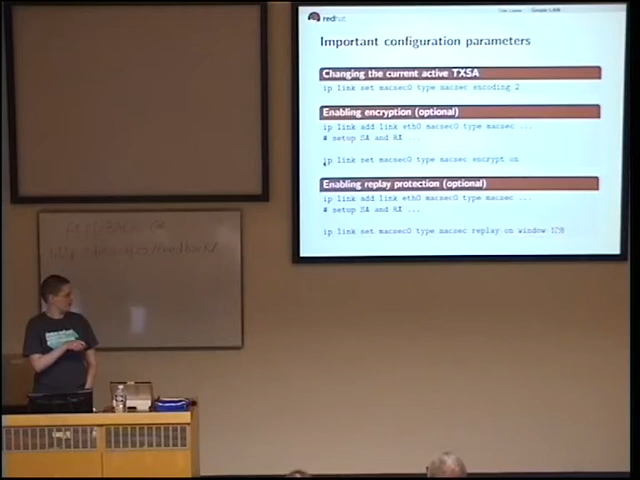 redhat
Important configuration parameters
Changing the current active TXSA
ip link set macsec0 type macsec encoding 2
Enabling encryption (optional)
ip link add link eth0 macsec0 type macsec ...
# setup SA and RX ...
ip link set macsec0 type macsec encrypt on
Enabling replay protection (optional)
ip link add link eth0 macsec0 type macsec ...
# setup SA and RX ...
ip link set macsec0 type macsec replay on window 128